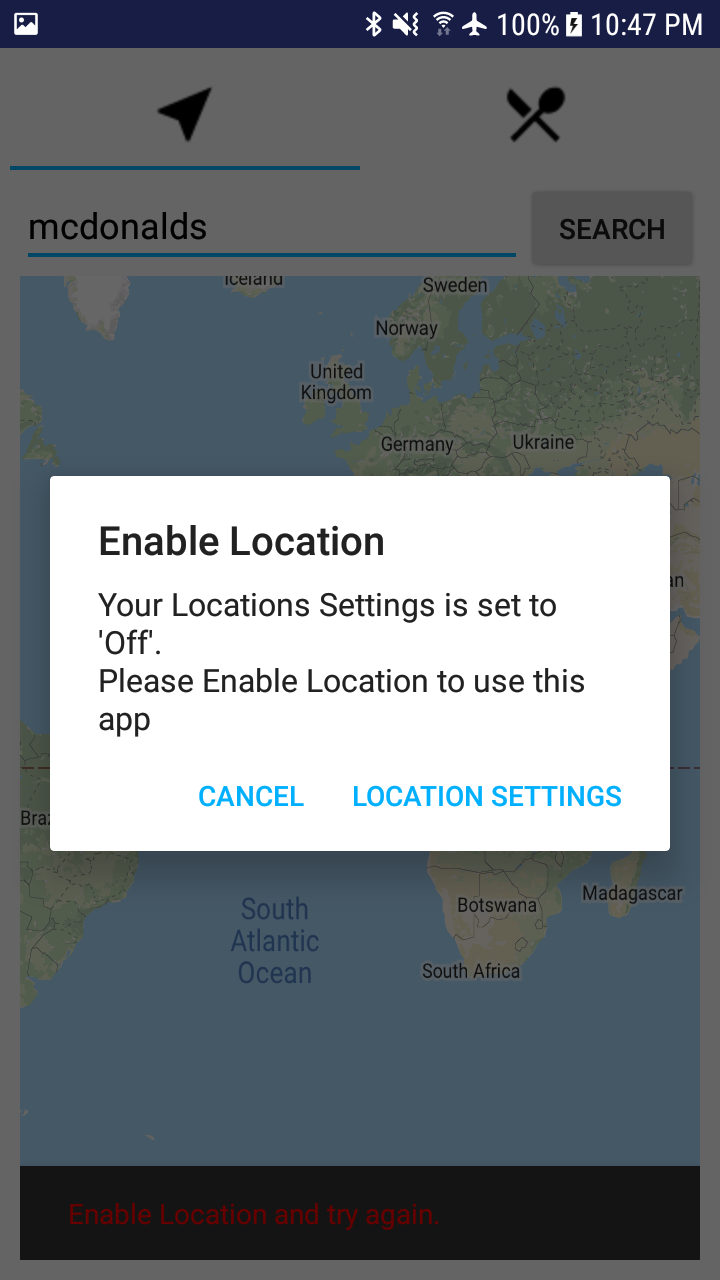 100% 10:47 PM
mcdonalds
SEARCH
Iceland
Sweden
Norway
United
Kingdom
Germany
Ukraine
Enable Location
Your Locations Settings is set to
'Off'.
Please Enable Location to use this
app
CANCEL LOCATION SETTINGS
Madagascar
Botswana
South
Atlantic
Ocean
South Africa
Enable Location and try again.